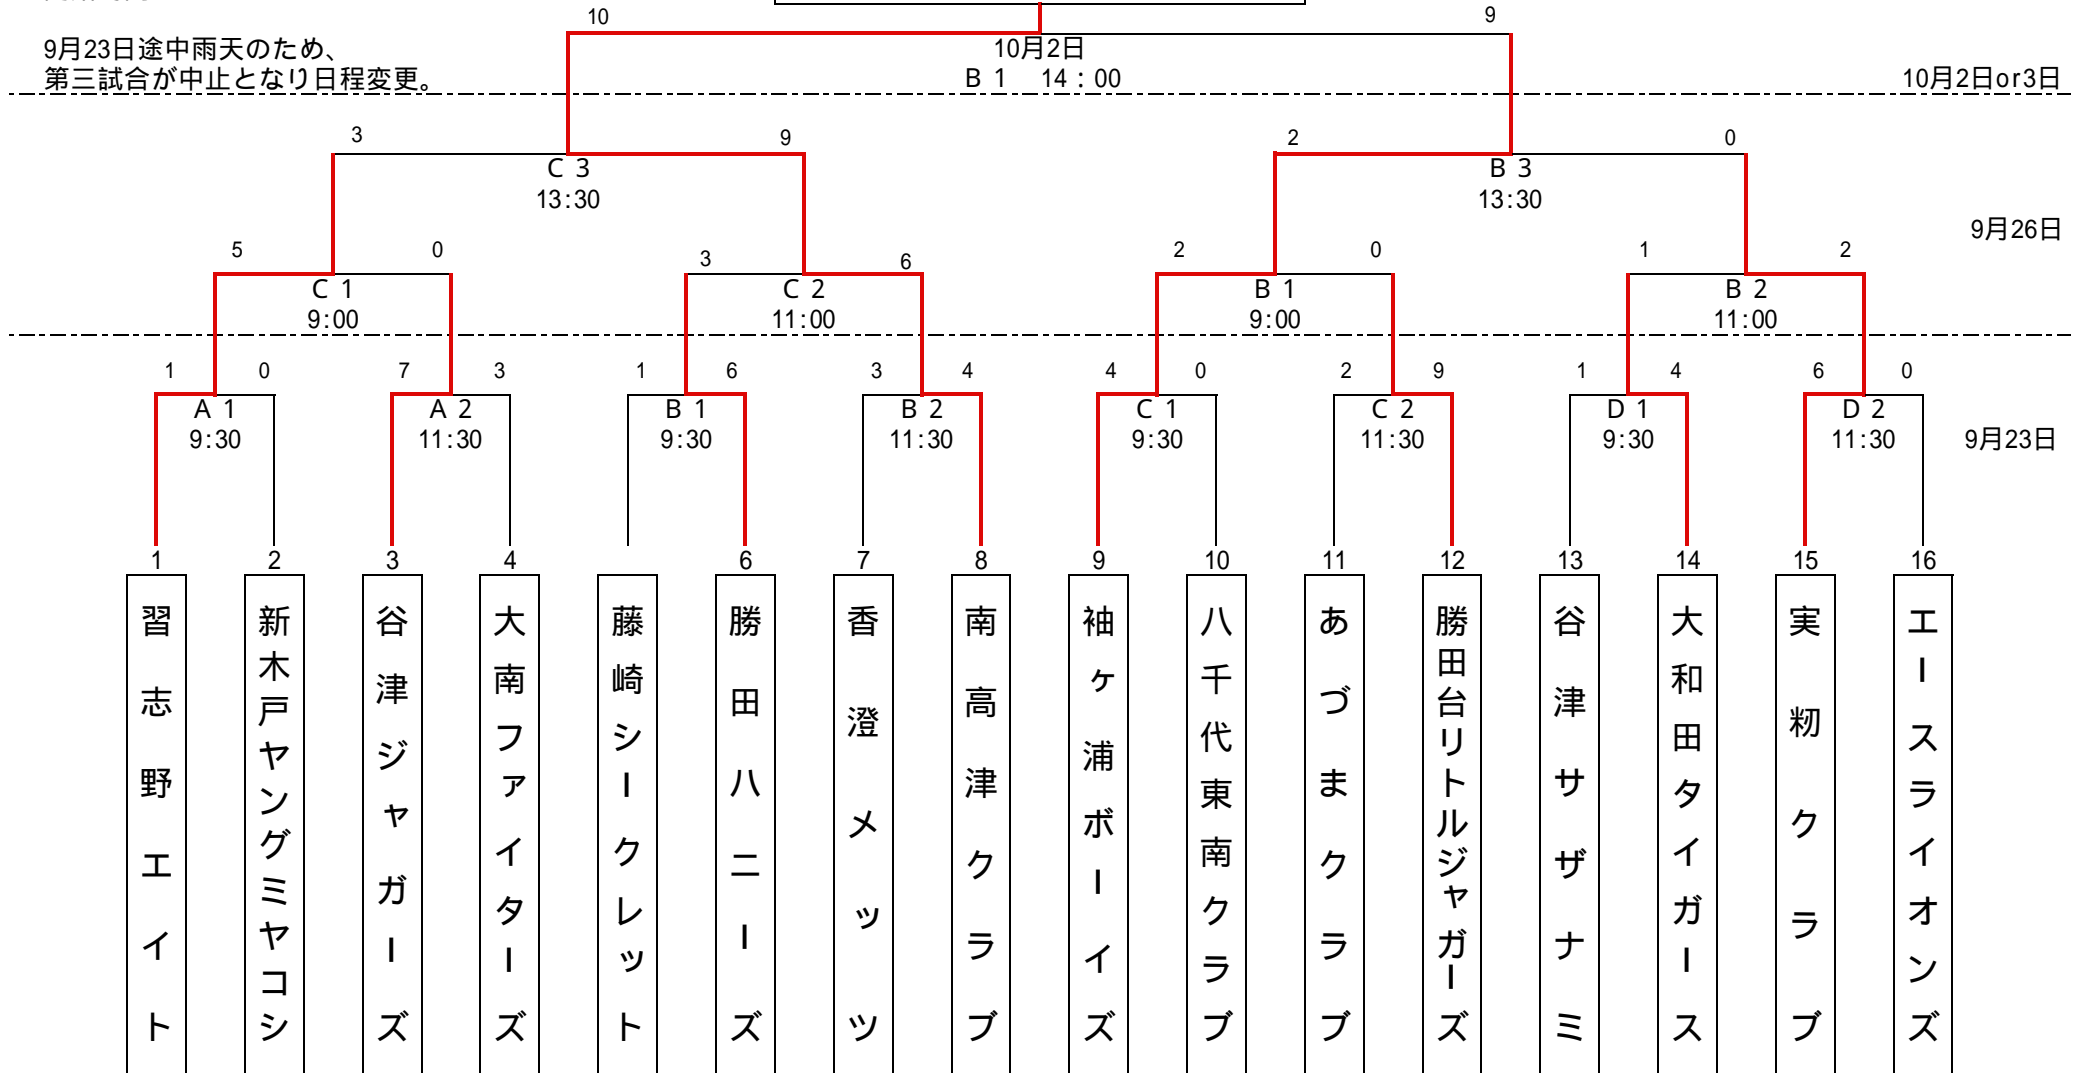 10 9
9月23日途中雨天のため、
第三試合が中止となり日程変更。
10月2日
B 1 14：00
10月2日or3日
3 9 2 0
C 3 B 3
13:30 13:30
9月26日
5 0 3 6 2 0 1 2
C 1 C 2 B 1 B 2
9:00 11:00 9:00 11:00
1 0 7 3 1 6 3 4 4 0 2 9 1 4 6 0
A 1 A 2 B 1 B 2 C 1 C 2 D 1 D 2
9:30 11:30 9:30 11:30 9:30 11:30 9:30 11:30
9月23日
1 2 3 4 6 7 8 9 10 11 12 13 14 15 16
習志野エイト
新木戸ヤングミヤコシ
谷津ジャガーズ
大南ファイターズ
藤崎シークレット
勝田ハニーズ
香澄メッツ
南高津クラブ
袖ヶ浦ボーイズ
八千代東南クラブ
あづまクラブ
勝田台リトルジャガーズ
谷津サザナミ
大和田タイガース
実籾クラブ
エースライオンズ